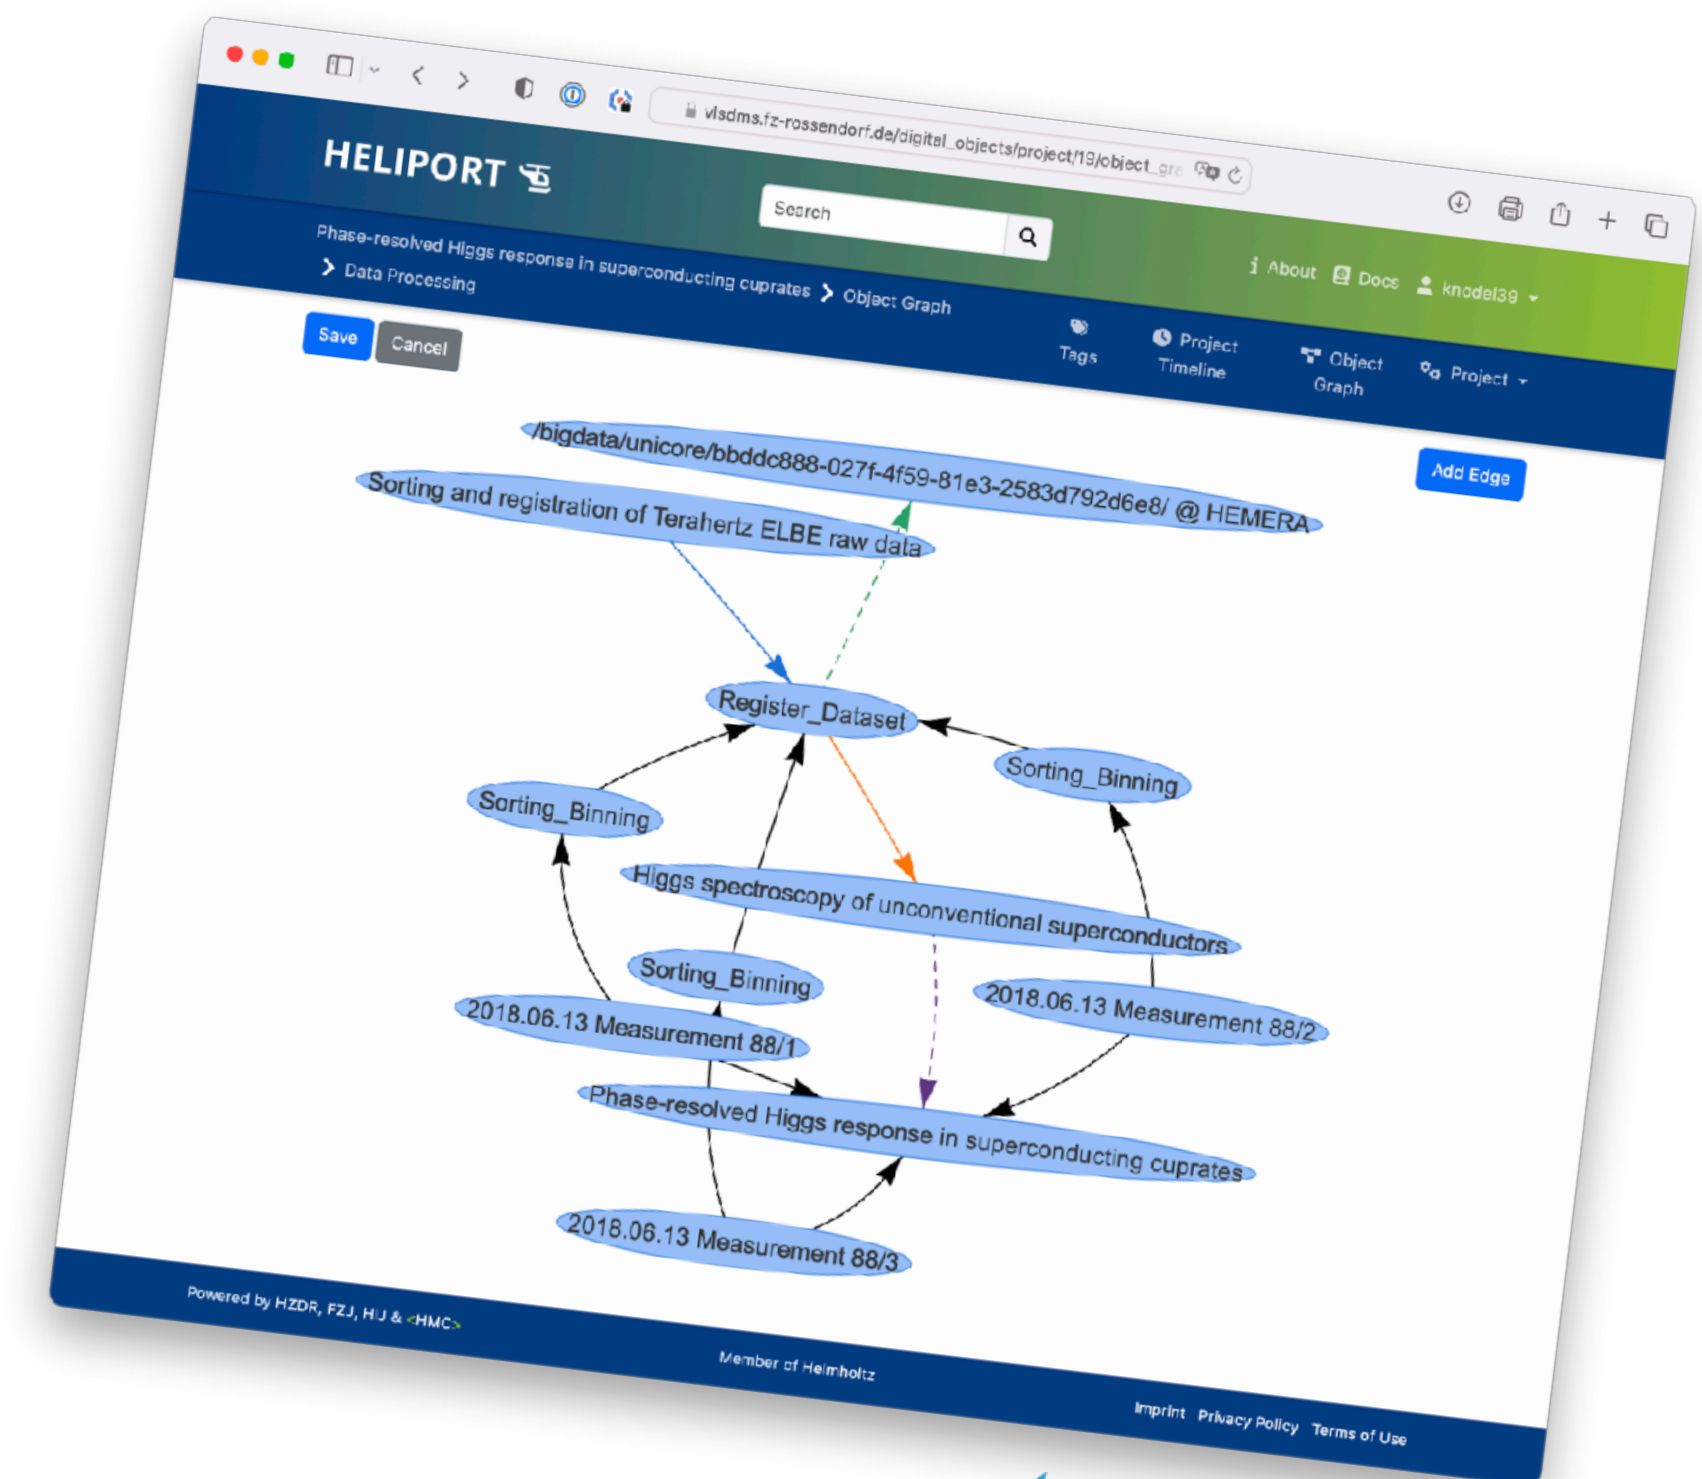 vlsdms.fz-rossendorf.de/digital_objects/project/19/object_gra
HELIPORT
Search
About
Docs
knodel39
Phase-resolved Higgs response in superconducting cuprates
Object Graph
Data Processing
Tags
Project
Timeline
Object
Graph
Project
Save
Cancel
Add Edge
/bigdata/unicore/bbddc888-027f-4f59-81e3-2583d792d6e8/ @ HEMERA
Sorting and registration of Terahertz ELBE raw data
Register_Dataset
Sorting_Binning
Sorting_Binning
Higgs spectroscopy of unconventional superconductors
Sorting_Binning
2018.06.13 Measurement 88/2
2018.06.13 Measurement 88/1
Phase-resolved Higgs response in superconducting cuprates
2018.06.13 Measurement 88/3
Powered by HZDR, FZJ, HIJ & <HMC>
Member of Helmholtz
Imprint Privacy Policy Terms of Use